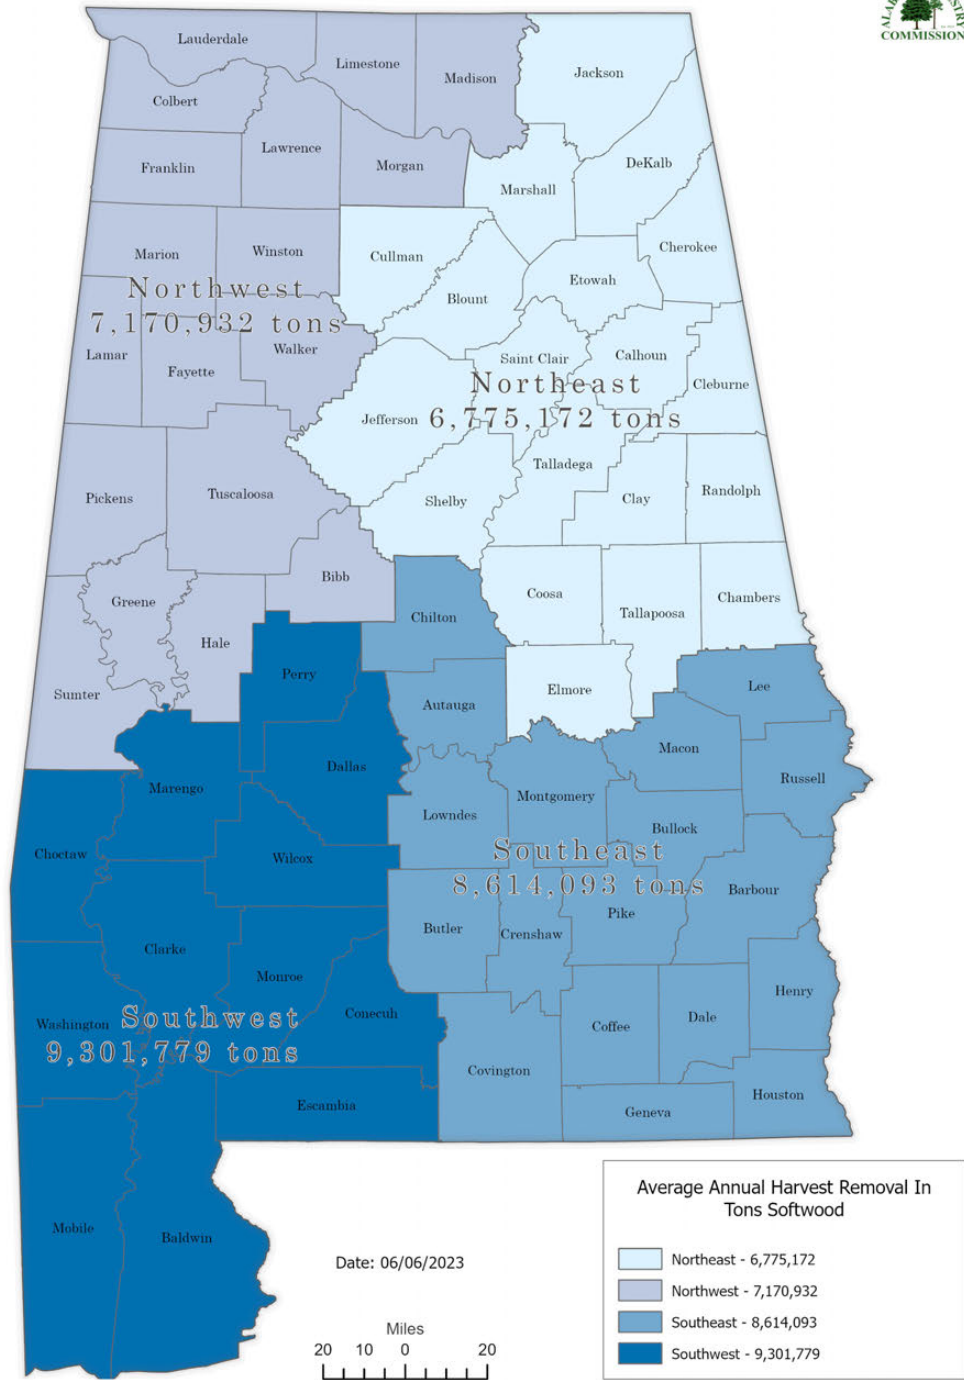 COMMISSION
Lauderdale
Limestone
Madison
Jackson
Colbert
Lawrence
Franklin
Morgan
DeKalb
Marshall
Cherokee
Marion
Winston
Cullman
Etowah
Blount
Northwest
7,170,932 tons
Lamar
Fayette
Walker
Saint Clair
Calhoun
Cleburne
Northeast
6,775,172 tons
Jefferson
Talladega
Pickens
Tuscaloosa
Shelby
Clay
Randolph
Bibb
Greene
Coosa
Tallapoosa
Chambers
Chilton
Hale
Perry
Sumter
Autauga
Elmore
Lee
Macon
Dallas
Marengo
Russell
Montgomery
Lowndes
Bullock
Choctaw
Wilcox
Southeast
8,614,093 tons
Barbour
Pike
Butler
Crenshaw
Clarke
Monroe
Henry
Conecuh
Washington
Southwest
9,301,779 tons
Coffee
Dale
Covington
Escambia
Geneva
Houston
Mobile
Baldwin
Date: 06/06/2023
Miles
20 10 0 20
Average Annual Harvest Removal In
Tons Softwood
Northeast - 6,775,172
Northwest - 7,170,932
Southeast - 8,614,093
Southwest - 9,301,779